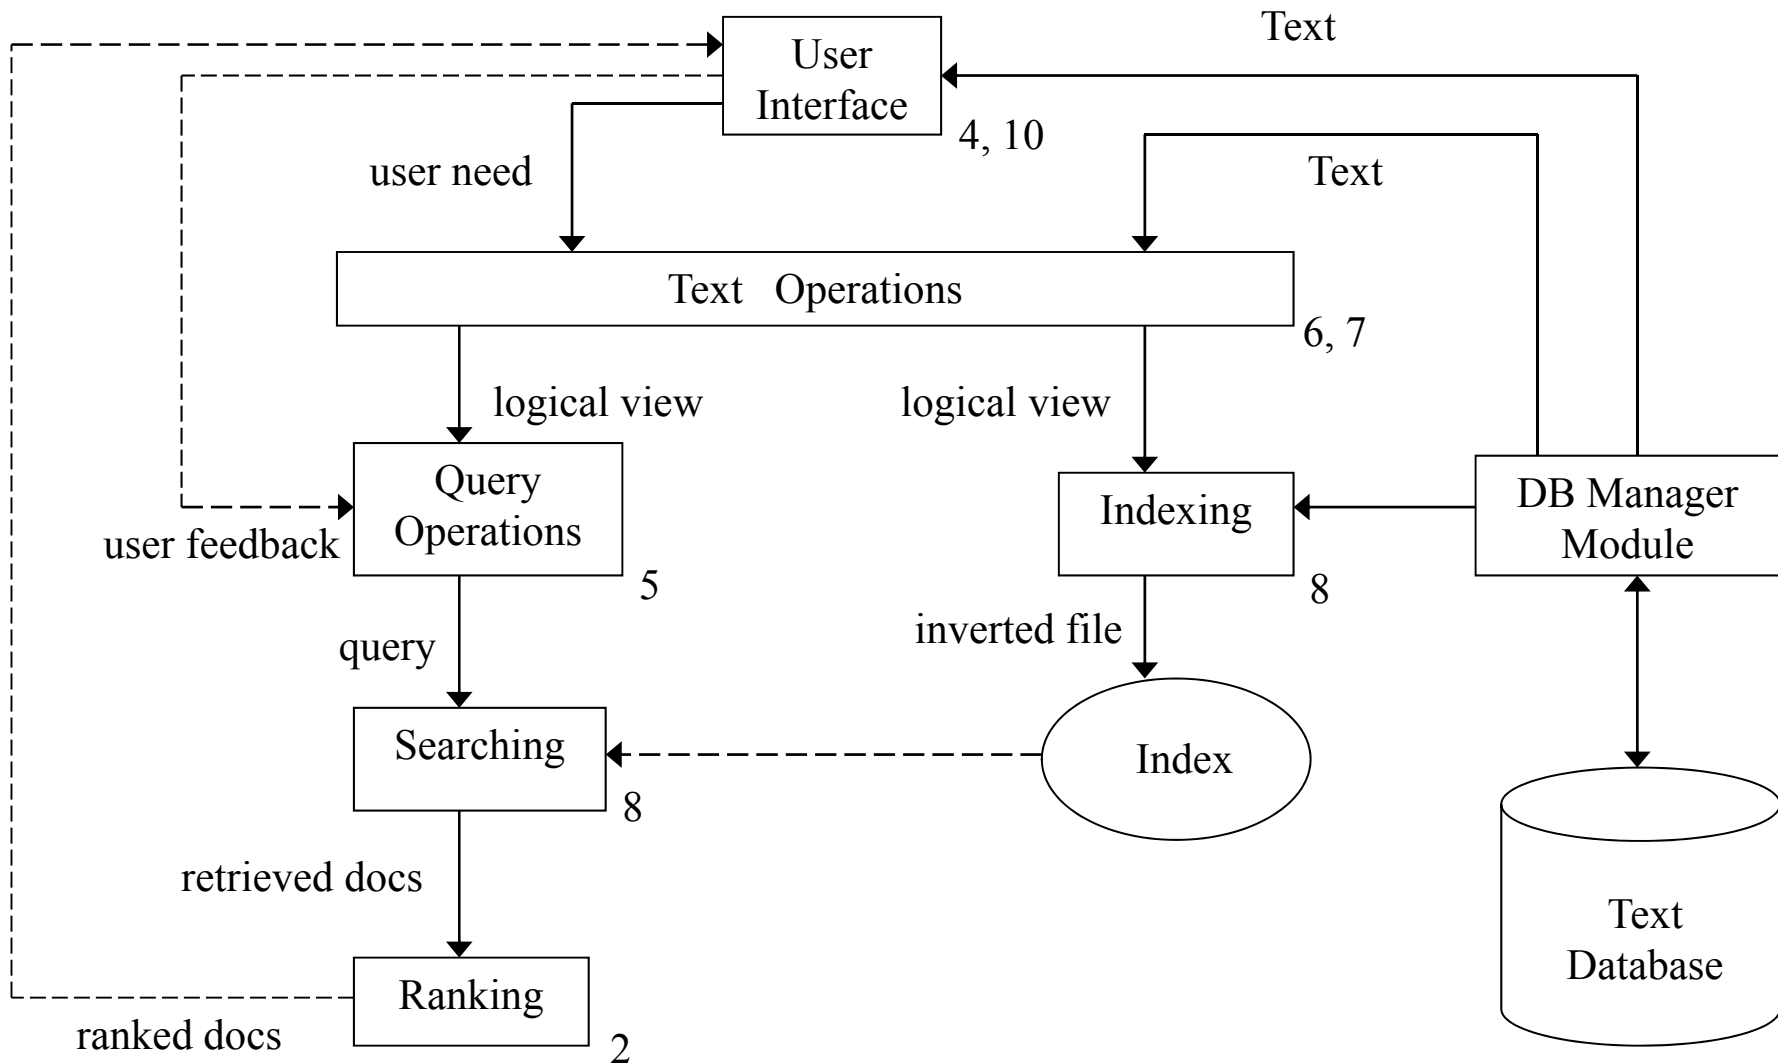 Text
User
Interface
4, 10
user need
Text
Text Operations
6, 7
logical view
logical view
Query
Operations
Indexing
DB Manager
Module
user feedback
5
8
query
inverted file
Searching
Index
8
retrieved docs
Text
Database
Ranking
ranked docs
2